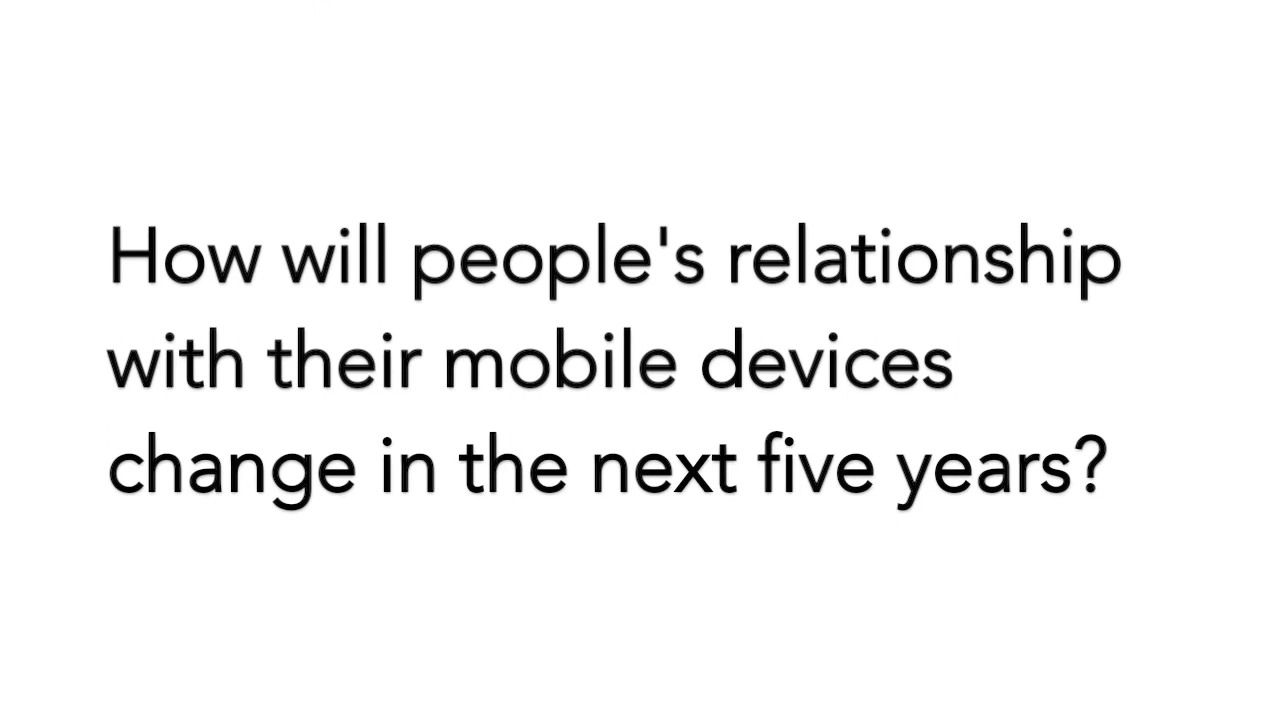 How will people's relationship
with their mobile devices
change in the next five years?